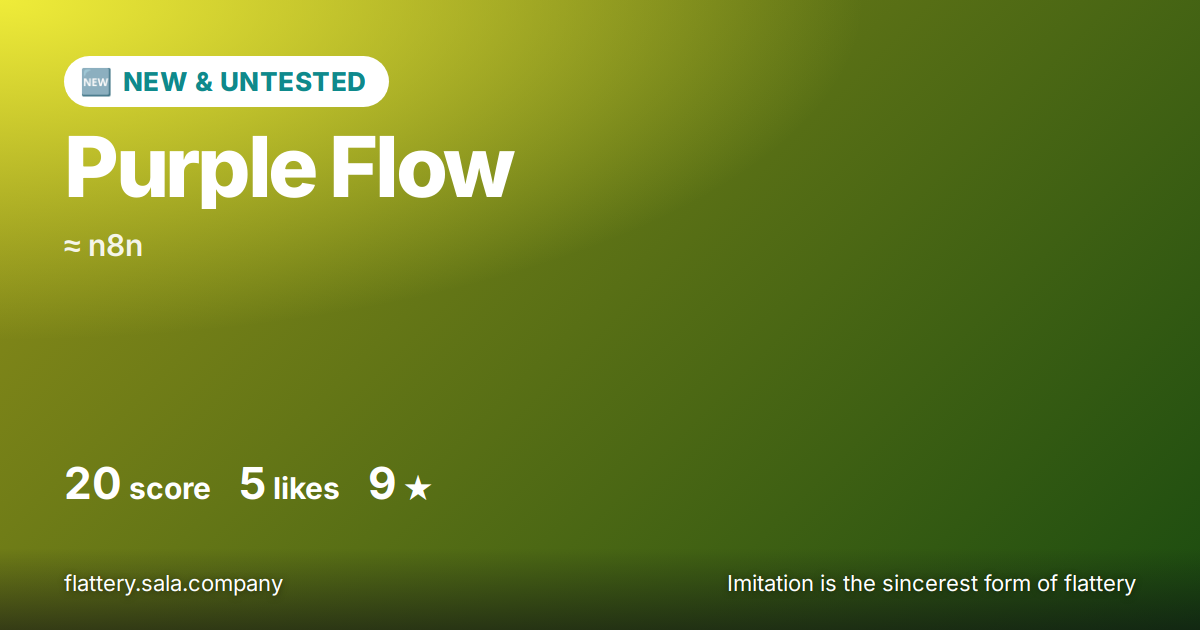 🆕 NEW & UNTESTED
Purple Flow
≈ n8n
20 score 5 likes 9 ★
flattery.sala.company
Imitation is the sincerest form of flattery